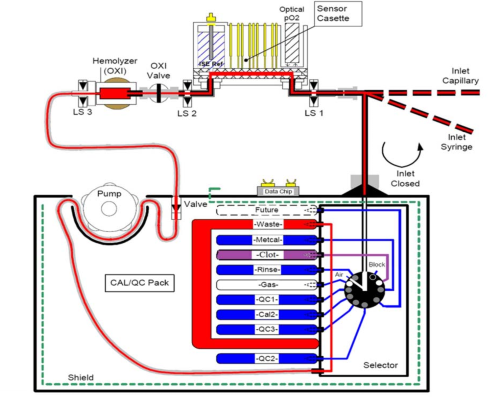 Optical
pO2
Sensor
Casette
Hemolyzer
(OXI)
OXI
Valve
ISE Ref
LS 3
LS 2
LS 1
Inlet
Capillary
Inlet
Syringe
Inlet
Closed
Pump
Valve
Data Chip
Future
-Waste-
-Metcal-
-Clot-
-Rinse-
-Gas-
-QC1-
-Cal2-
-QC3-
-QC2-
Air
Block
CAL/QC Pack
Shield
Selector